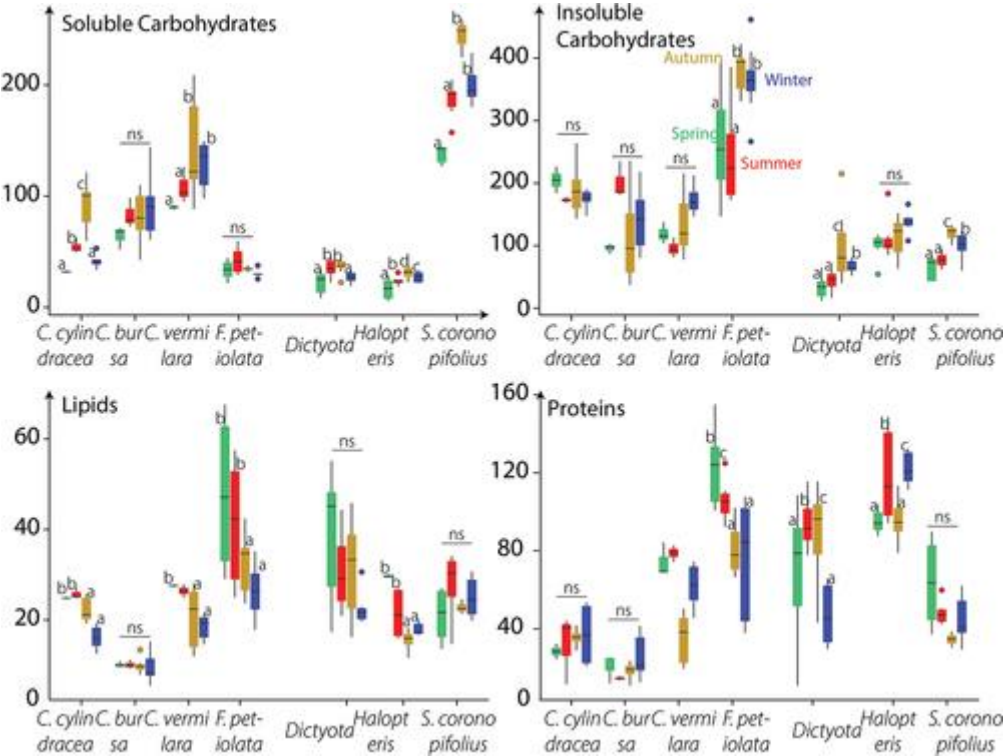 Soluble Carbohydrates
200
100
0
ns
a
b
c
a
a
a
b
b
ns
a
b
b
a
a
b
d
c
a
a
b
b
C. cylin
dracea
C. bur
sa
C. vermi
lara
F. pet-
iolata
Dictyota
Halopt
eris
S. corono
pifolius
Insoluble
Carbohydrates
400
300
200
100
0
Autumn
Winter
Spring
Summer
ns
ns
ns
a
a
b
b
a
a
d
b
ns
a
a
c
b
C. cylin
dracea
C. bur
sa
C. vermi
lara
F. pet-
iolata
Dictyota
Halopt
eris
S. corono
pifolius
Lipids
60
40
20
0
b
b
a
a
ns
b
a
a
b
b
a
a
ns
b
b
a
a
ns
C. cylin
dracea
C. bur
sa
C. vermi
lara
F. pet-
iolata
Dictyota
Halopt
eris
S. corono
pifolius
Proteins
160
120
80
40
0
ns
ns
b
c
a
a
a
b
c
a
a
b
a
c
ns
C. cylin
dracea
C. bur
sa
C. vermi
lara
F. pet-
iolata
Dictyota
Halopt
eris
S. corono
pifolius